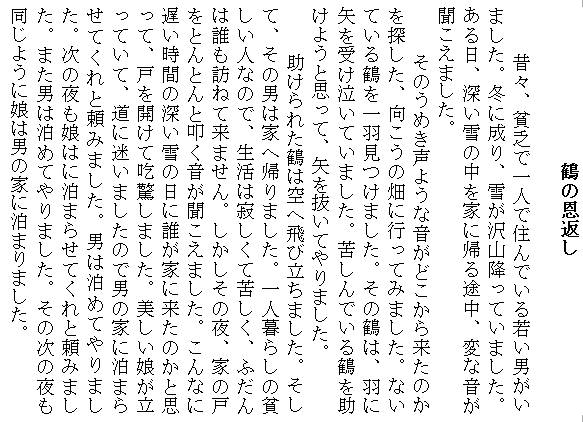 鶴の恩返し
昔々、貧乏で一人で住んでいる若い男がい
ました。冬に成り、雪が沢山降っていました。
ある日、深い雪の中を家に帰る途中、変な音が
聞こえました。
そのうめき声ような音がどこから来たのか
を探した、向こうの畑に行ってみました。ない
ている鶴を一羽見つけました。その鶴は、羽に
矢を受け泣いていました。苦しんでいる鶴を助
けようと思って、矢を抜いてやりました。
助けられた鶴は空へ飛び立ちました。そし
て、その男は家へ帰りました。一人暮らしの貧
しい人なので、生活は寂しくて苦しく、ふだん
は誰も訪ねて来ません。しかしその夜、家の戸
をとんとんと叩く音が聞こえました。こんなに
遅い時間の深い雪の日に誰が家に来たのかと思
って、戸を開けて吃驚しました。美しい娘が立
っていて、道に迷いましたので男の家に泊まら
せてくれと頼みました。男は泊めてやりまし
た。次の夜も娘はに泊まらせてくれと頼みまし
た。また男は泊めてやりました。その次の夜も
同じように娘は男の家に泊まりました。